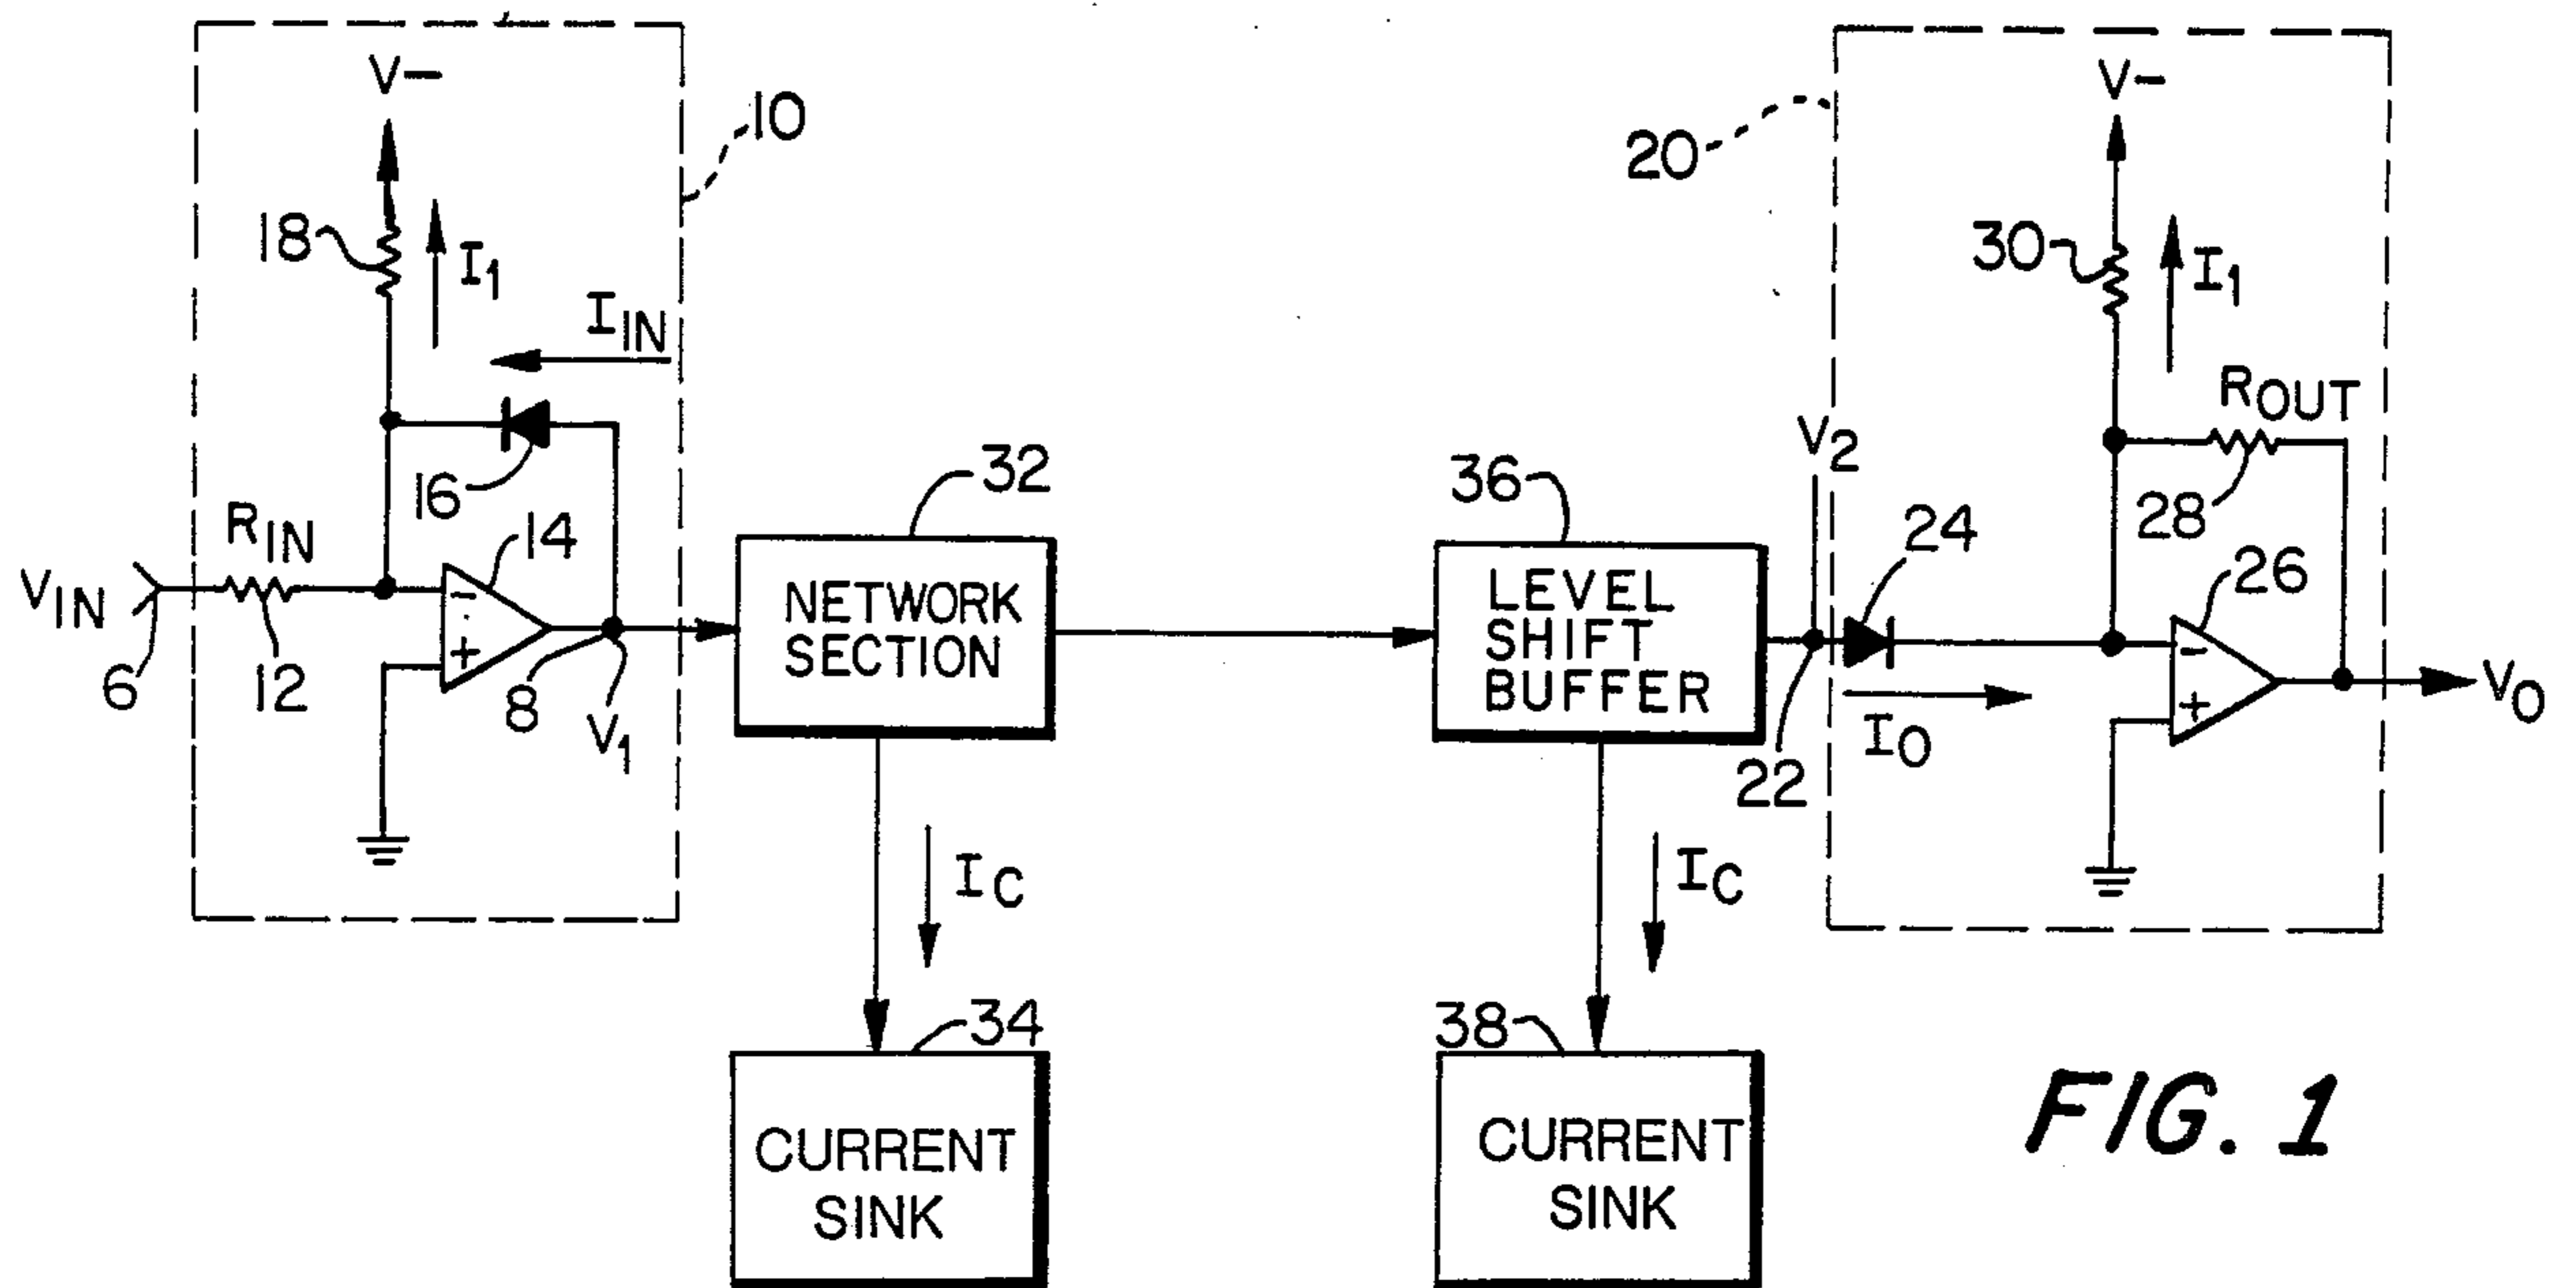 V-
10
18
I1
IIN
16
RIN
14
VIN
6
12
8
V1
32
NETWORK
SECTION
IC
34
CURRENT
SINK
36
LEVEL
SHIFT
BUFFER
IC
38
CURRENT
SINK
20
V-
30
I1
ROUT
28
V2
24
26
22
IO
VO
-
+
-
+
FIG. 1